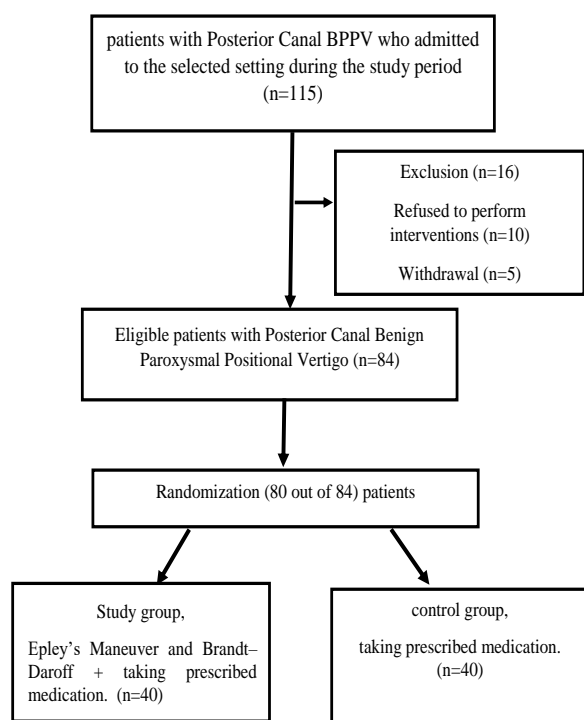 patients with Posterior Canal BPPV who admitted
to the selected setting during the study period
(n=115)
Exclusion (n=16)
Refused to perform
interventions (n=10)
Withdrawal (n=5)
Eligible patients with Posterior Canal Benign
Paroxysmal Positional Vertigo (n=84)
Randomization (80 out of 84) patients
Study group,
Epley's Maneuver and Brandt–
Daroff + taking prescribed
medication. (n=40)
control group,
taking prescribed medication.
(n=40)